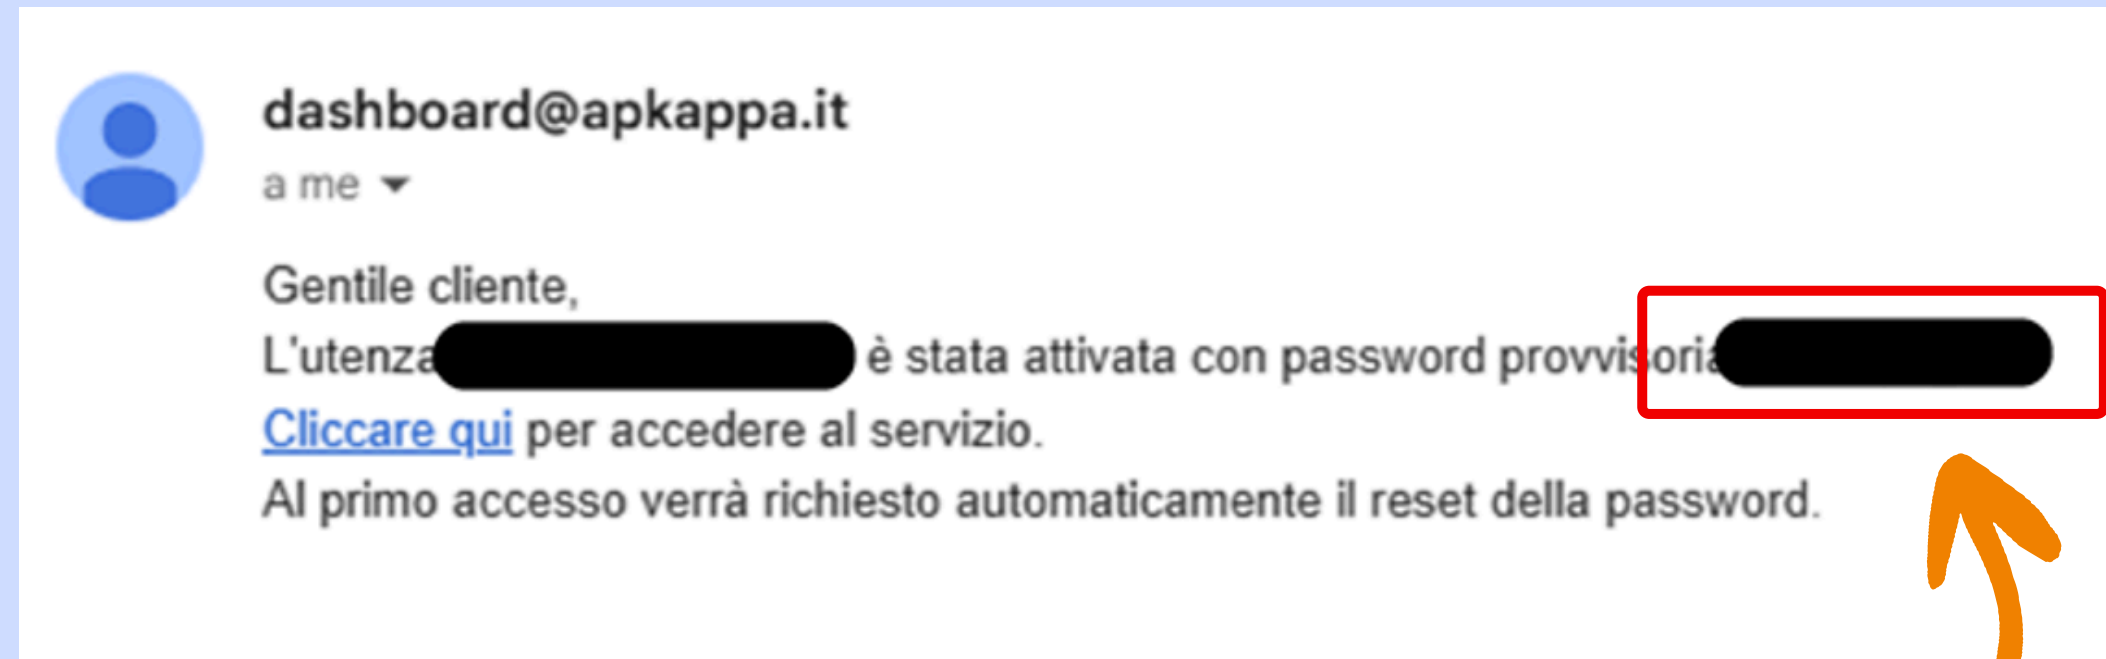 dashboard@apkappa.it
a me
Gentile cliente,
L'utenza è stata attivata con password provvisoria
Cliccare qui per accedere al servizio.
Al primo accesso verrà richiesto automaticamente il reset della password.